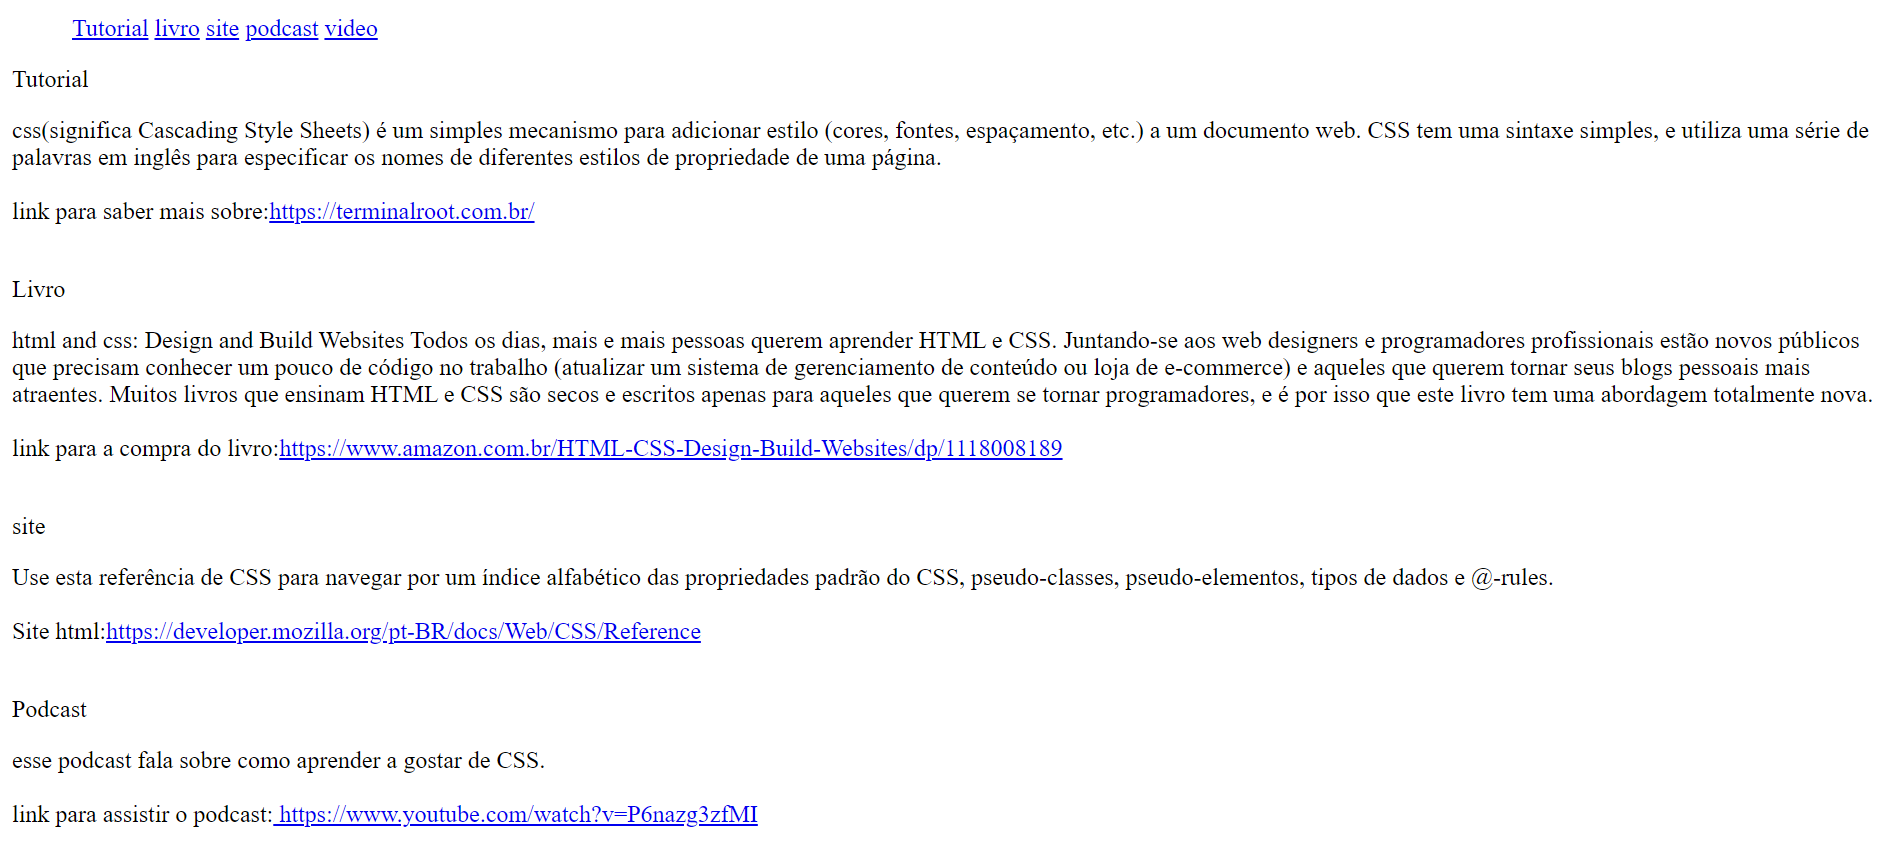 Tutorial livro site podcast video
Tutorial
css(significa Cascading Style Sheets) é um simples mecanismo para adicionar estilo (cores, fontes, espaçamento, etc.) a um documento web. CSS tem uma sintaxe simples, e utiliza uma série de
palavras em inglês para especificar os nomes de diferentes estilos de propriedade de uma página.
link para saber mais sobre:https://terminalroot.com.br/
Livro
html and css: Design and Build Websites Todos os dias, mais e mais pessoas querem aprender HTML e CSS. Juntando-se aos web designers e programadores profissionais estão novos públicos
que precisam conhecer um pouco de código no trabalho (atualizar um sistema de gerenciamento de conteúdo ou loja de e-commerce) e aqueles que querem tornar seus blogs pessoais mais
atraentes. Muitos livros que ensinam HTML e CSS são secos e escritos apenas para aqueles que querem se tornar programadores, e é por isso que este livro tem uma abordagem totalmente nova.
link para a compra do livro:https://www.amazon.com.br/HTML-CSS-Design-Build-Websites/dp/1118008189
site
Use esta referência de CSS para navegar por um índice alfabético das propriedades padrão do CSS, pseudo-classes, pseudo-elementos, tipos de dados e @-rules.
Site html:https://developer.mozilla.org/pt-BR/docs/Web/CSS/Reference
Podcast
esse podcast fala sobre como aprender a gostar de CSS.
link para assistir o podcast: https://www.youtube.com/watch?v=P6nazg3zfMI